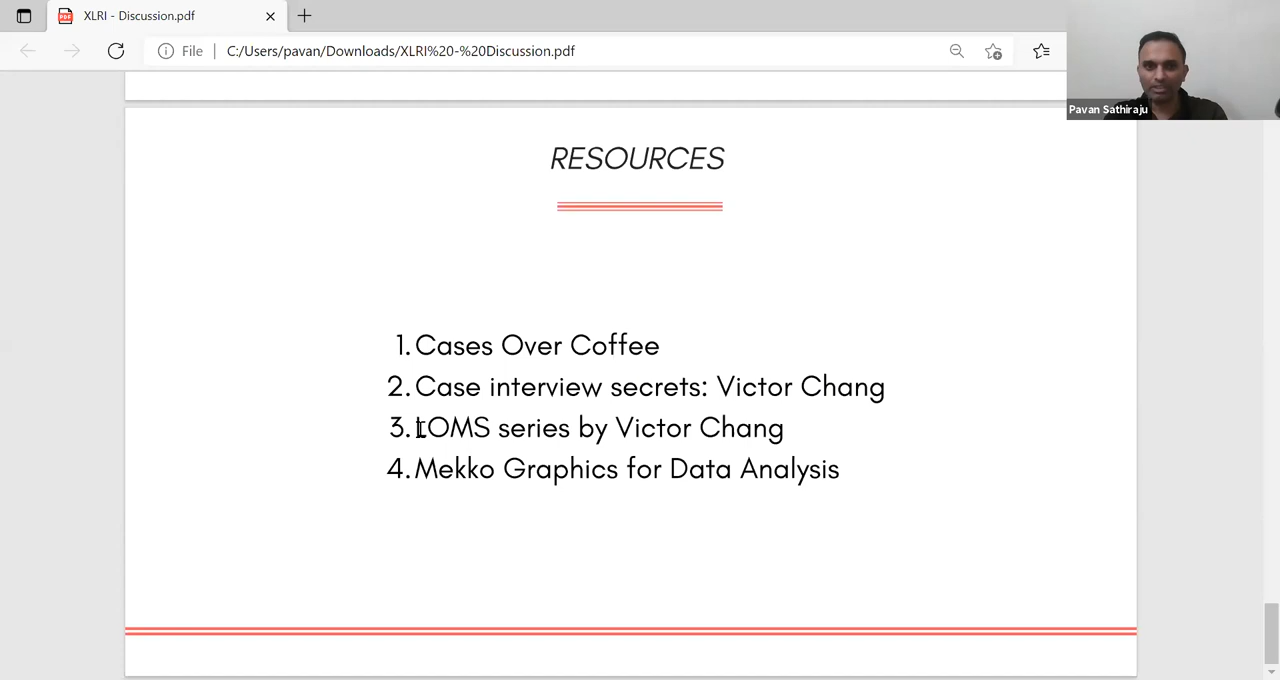 XLRI - Discussion.pdf
File
C:/Users/pavan/Downloads/XLRI%20-%20Discussion.pdf
Pavan Sathiraju
RESOURCES
1. Cases Over Coffee
2. Case interview secrets: Victor Chang
3. LOMS series by Victor Chang
4. Mekko Graphics for Data Analysis